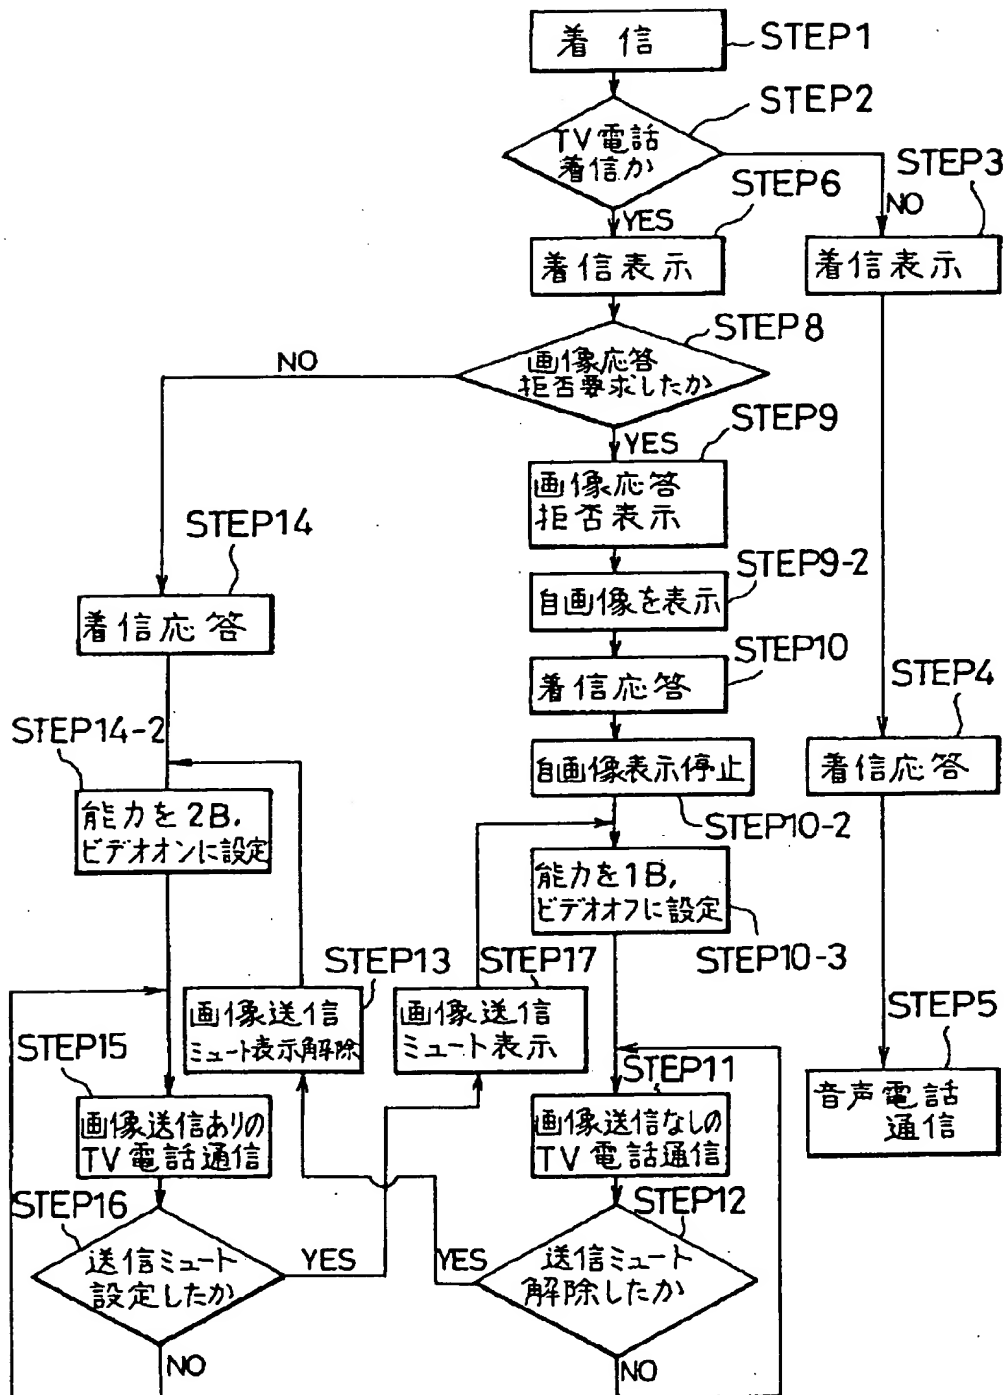 着信
STEP1
STEP2
TV電話
着信か
STEP3
NO
STEP6
YES
着信表示
着信表示
STEP8
NO
画像応答
拒否要求したか
STEP9
YES
画像応答
拒否表示
STEP14
STEP9-2
着信応答
自画像を表示
STEP10
着信応答
STEP4
STEP14-2
自画像表示停止
着信応答
STEP10-2
能力を2B,
ビデオオンに設定
能力を1B,
ビデオオフに設定
STEP13
STEP17
STEP10-3
画像送信
ミュート表示解除
画像送信
ミュート表示
STEP5
STEP15
STEP11
音声電話
通信
画像送信ありの
TV電話通信
画像送信なしの
TV電話通信
STEP16
STEP12
送信ミュート
設定したか
YES
YES
送信ミュート
解除したか
NO
NO